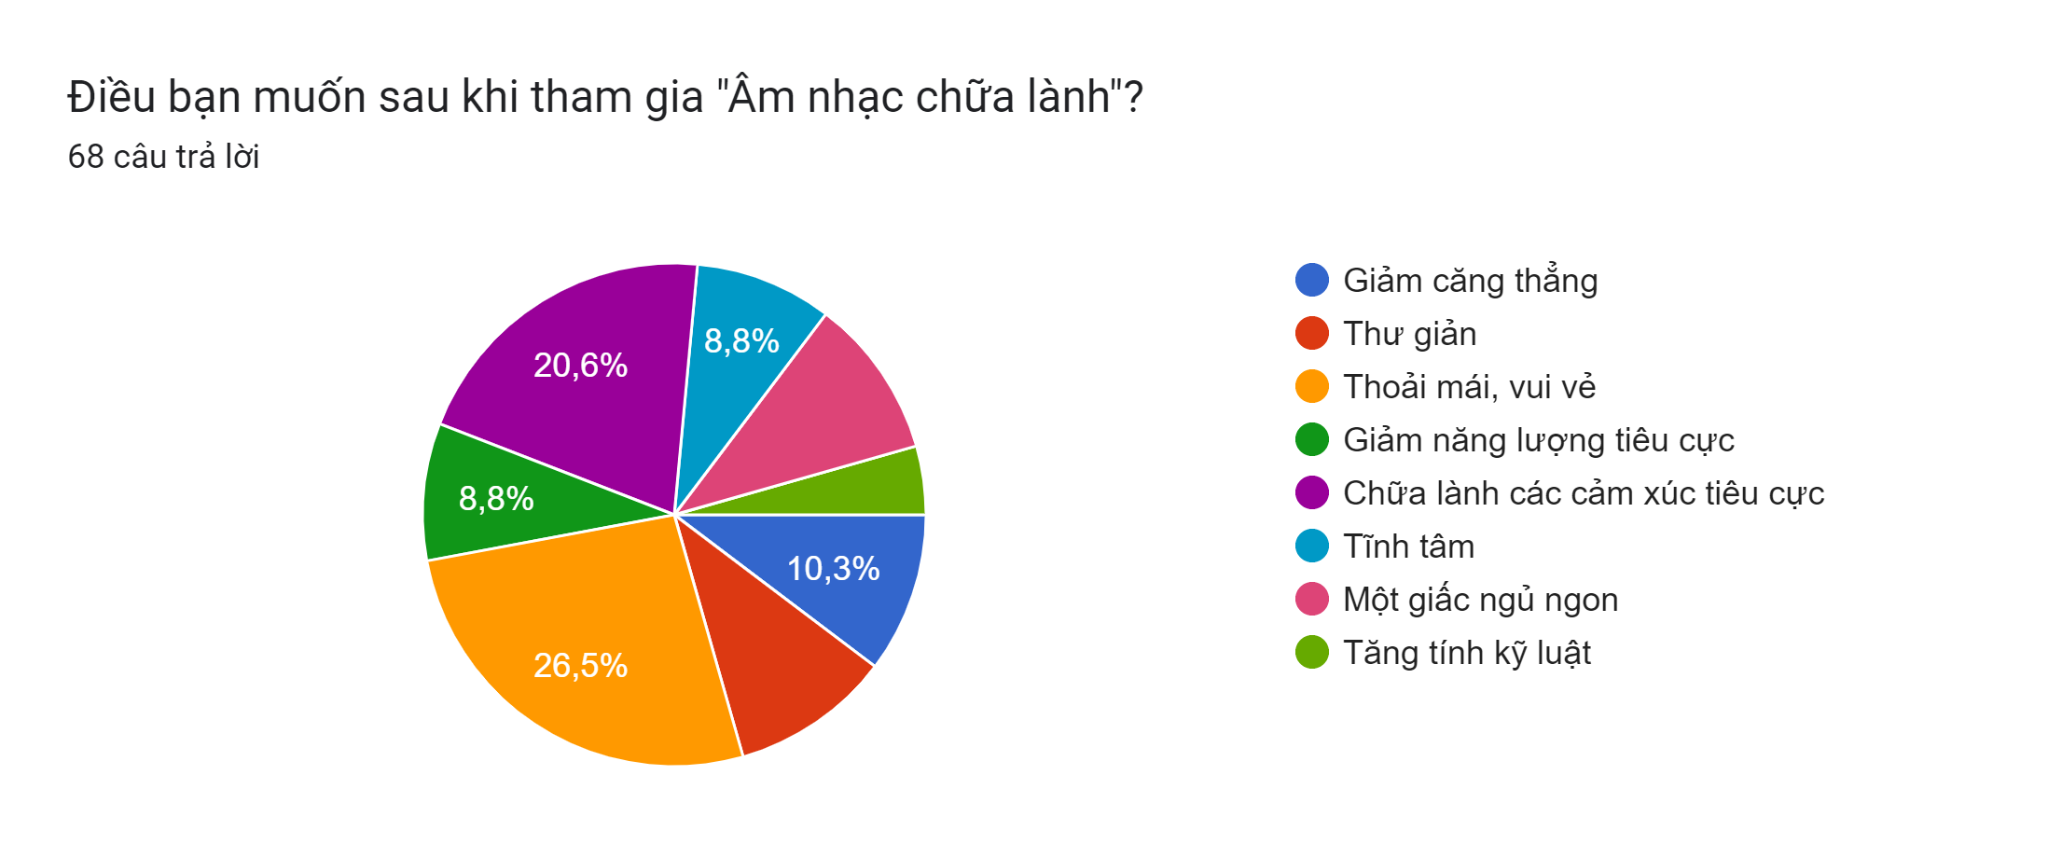 Điều bạn muốn sau khi tham gia "Âm nhạc chữa lành"?
68 câu trả lời
20,6%
8,8%
8,8%
10,3%
26,5%
Giảm căng thẳng
Thư giản
Thoải mái, vui vẻ
Giảm năng lượng tiêu cực
Chữa lành các cảm xúc tiêu cực
Tĩnh tâm
Một giấc ngủ ngon
Tăng tính kỹ luật